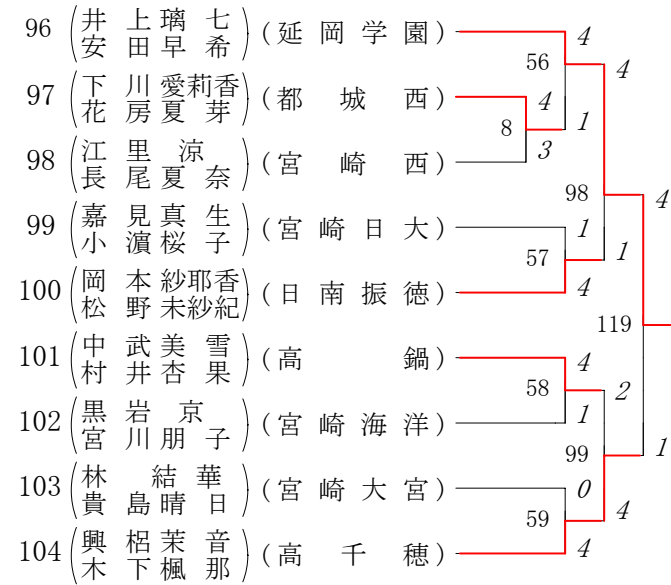 96 (井上璃七 安田早希) (延岡学園) 4
56 4
97 (下川愛莉香 花房夏芽) (都城西) 4 1
8
98 (江里涼 長尾夏奈) (宮崎西) 3
98 4
99 (嘉見真生 小濵桜子) (宮崎日大) 1
57 1
100 (岡本紗耶香 松野未紗紀) (日南振徳) 4
119
101 (中武美雪 村井杏果) (高鍋) 4
58 2
102 (黒岩京 宮川朋子) (宮崎海洋) 1
99 1
103 (林結華 貴島晴日) (宮崎大宮) 0
59 4
104 (興梠茉音 木下楓那) (高千穂) 4